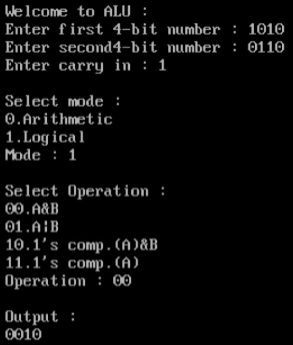 Welcome to ALU :
Enter first 4-bit number : 1010
Enter second4-bit number : 0110
Enter carry in : 1
Select mode :
0.Arithmetic
1.Logical
Mode : 1
Select Operation :
00.A&B
01.A¦B
10.1's comp.(A)&B
11.1's comp.(A)
Operation : 00
Output :
0010